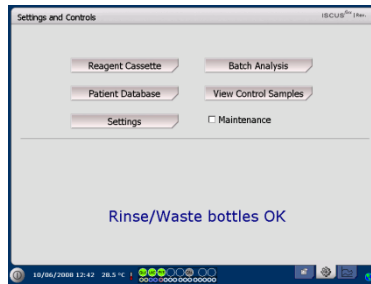 Settings and Controls
ISCUS flex
Reagent Cassette
Batch Analysis
Patient Database
View Control Samples
Settings
Maintenance
Rinse/Waste bottles OK
10/06/2008 12:42 28.5 °C